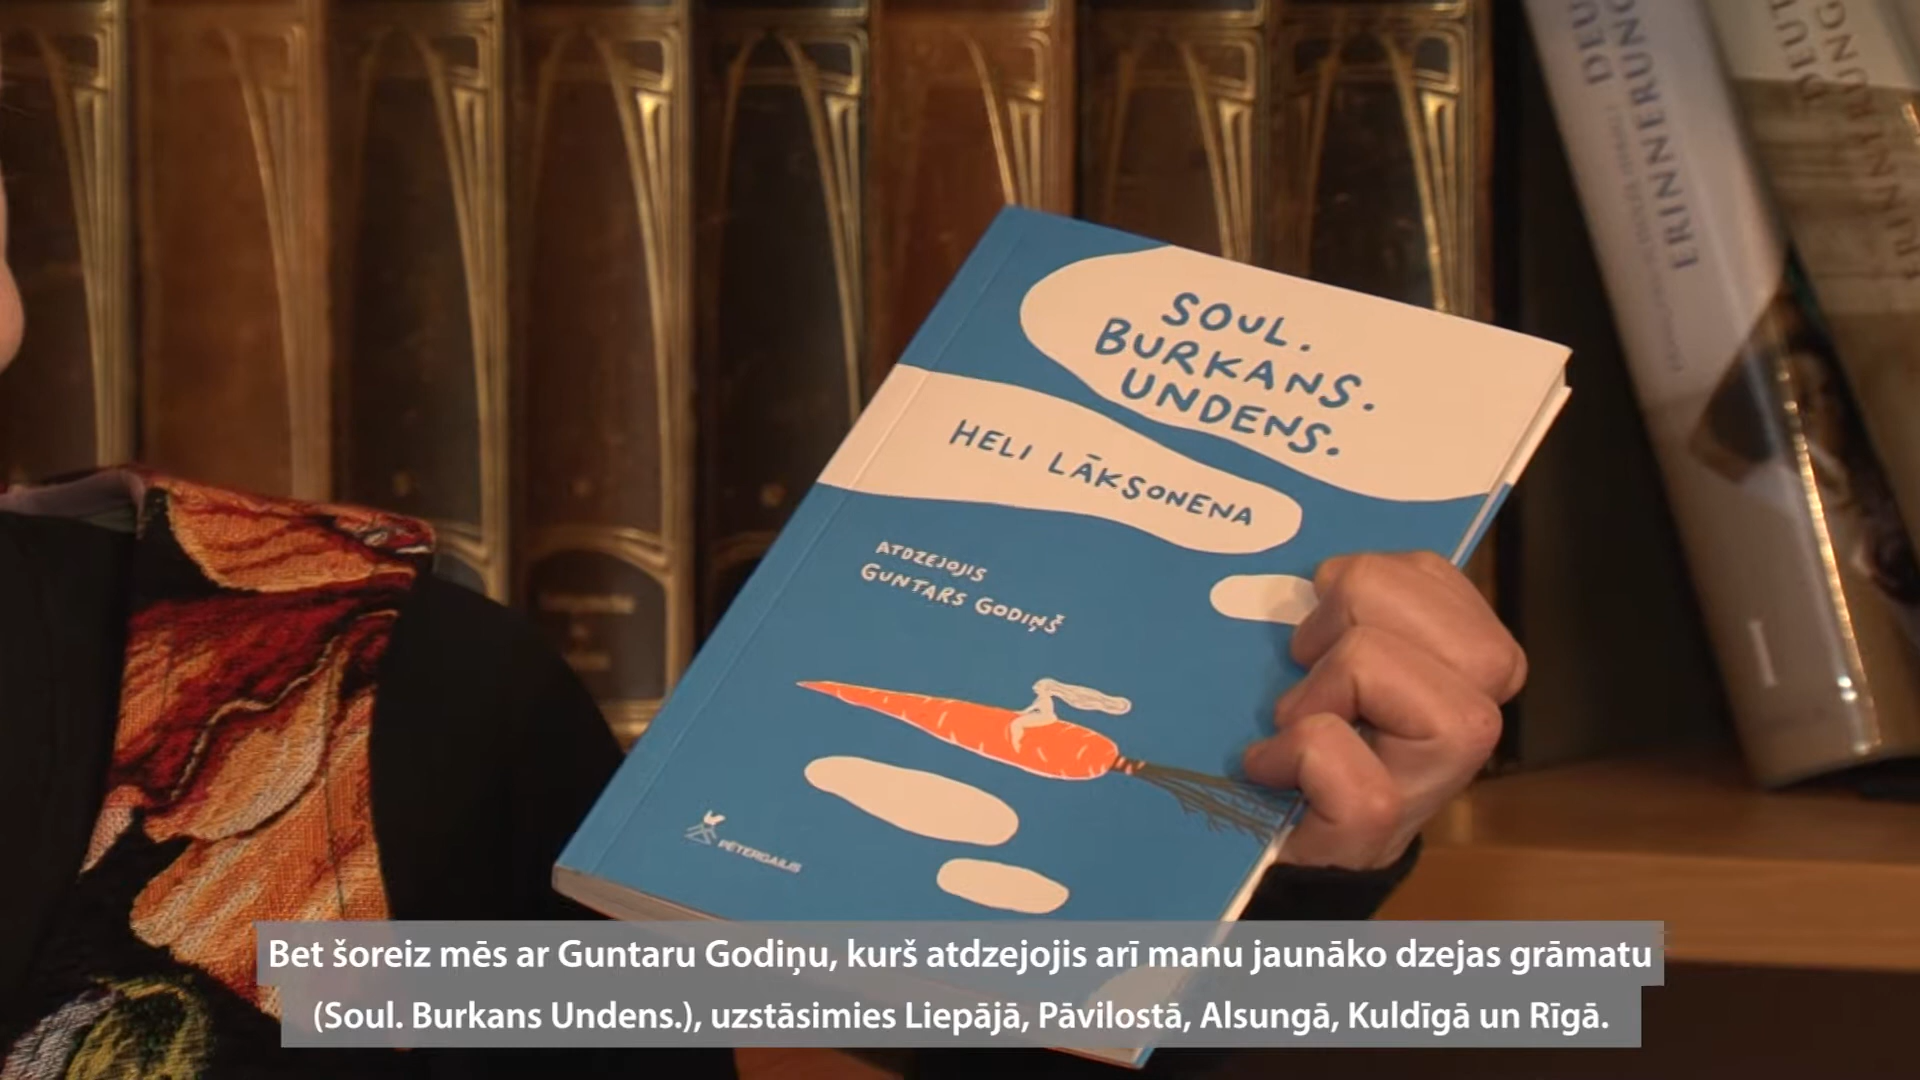 SOUL.
BURKANS.
UNDENS.
HELI LĀKSONENA
ATDZEJOJIS
GUNTARS GODIŅŠ
PĒTERGAILIS
ERINNERUNG
Bet šoreiz mēs ar Guntaru Godiņu, kurš atdzejojis arī manu jaunāko dzejas grāmatu
(Soul. Burkans Undens.), uzstāsimies Liepājā, Pāvilostā, Alsungā, Kuldīgā un Rīgā.